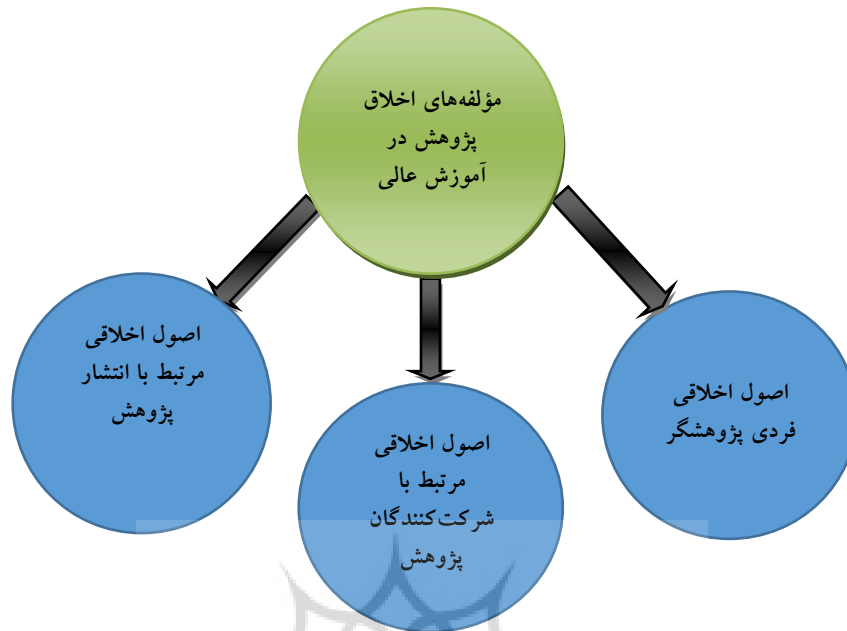 مؤلفه‌های اخلاق
پژوهش در
آموزش عالی
اصول اخلاقی
فردی پژوهشگر
اصول اخلاقی
مرتبط با
شرکت‌کنندگان
پژوهش
اصول اخلاقی
مرتبط با انتشار
پژوهش